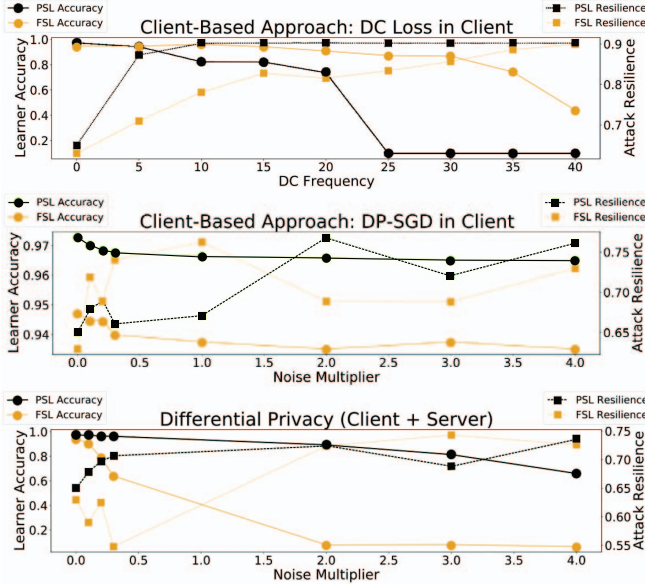 PSL Accuracy
FSL Accuracy
PSL Resilience
FSL Resilience
Client-Based Approach: DC Loss in Client
Learner Accuracy
1.0
0.8
0.6
0.4
0.2
Attack Resilience
0.9
0.8
0.7
0 5 10 15 20 25 30 35 40
DC Frequency
PSL Accuracy
FSL Accuracy
PSL Resilience
FSL Resilience
Client-Based Approach: DP-SGD in Client
Learner Accuracy
0.97
0.96
0.95
0.94
Attack Resilience
0.75
0.70
0.65
0.0 0.5 1.0 1.5 2.0 2.5 3.0 3.5 4.0
Noise Multiplier
PSL Accuracy
FSL Accuracy
PSL Resilience
FSL Resilience
Differential Privacy (Client + Server)
Learner Accuracy
1.0
0.8
0.6
0.4
0.2
Attack Resilience
0.75
0.70
0.65
0.60
0.55
0.0 0.5 1.0 1.5 2.0 2.5 3.0 3.5 4.0
Noise Multiplier